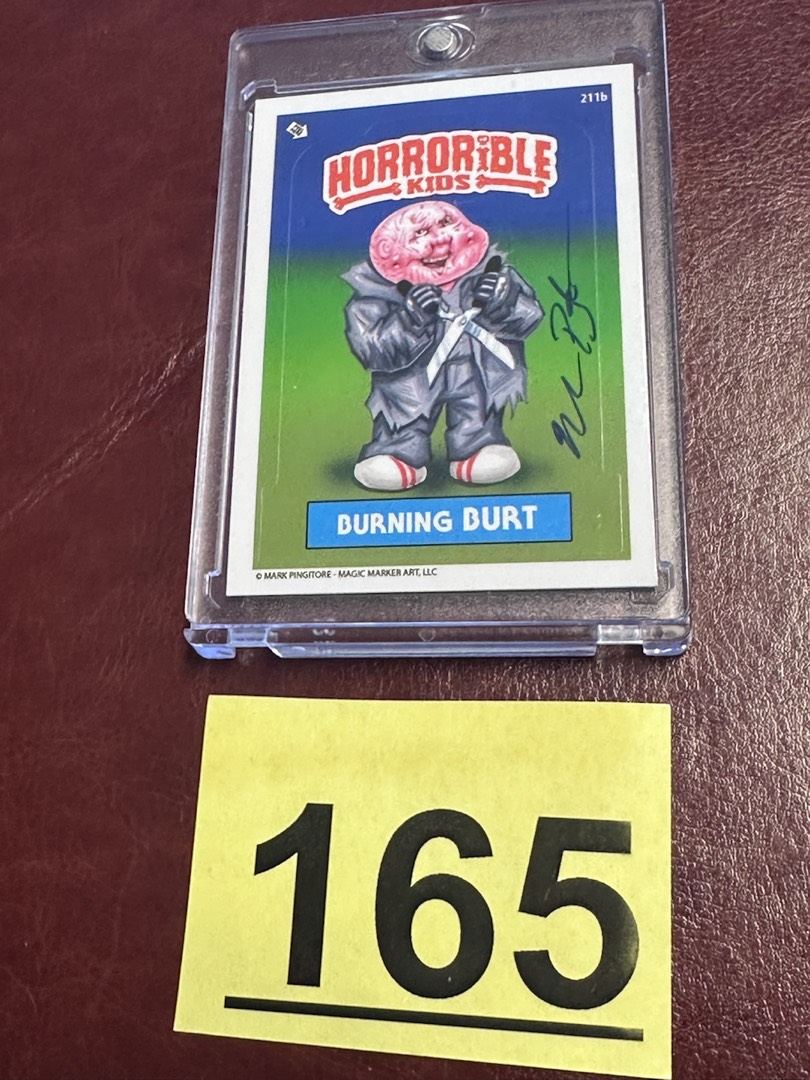 211b
HORRORIBLE
KIDS
BURNING BURT
© MARK PINGITORE - MAGIC MARKER ART, LLC
165